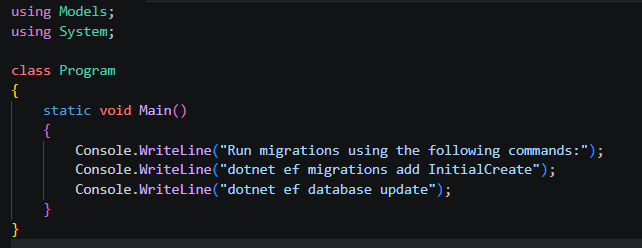 using Models;
using System;
class Program
{
static void Main()
{
Console.WriteLine("Run migrations using the following commands:");
Console.WriteLine("dotnet ef migrations add InitialCreate");
Console.WriteLine("dotnet ef database update");
}
}